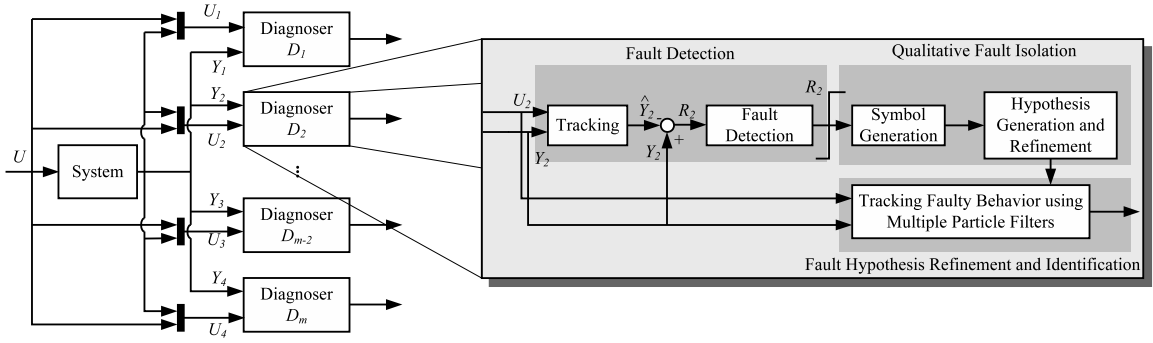 U
System
U1
Y1
Diagnoser
D1
Y2
U2
Diagnoser
D2
...
Y3
U3
Diagnoser
Dm-2
Y4
U4
Diagnoser
Dm
Fault Detection
U2
Y2
Tracking
Ŷ2
-
+
Y2
R2
Fault
Detection
R2
Qualitative Fault Isolation
Symbol
Generation
Hypothesis
Generation and
Refinement
Tracking Faulty Behavior using
Multiple Particle Filters
Fault Hypothesis Refinement and Identification